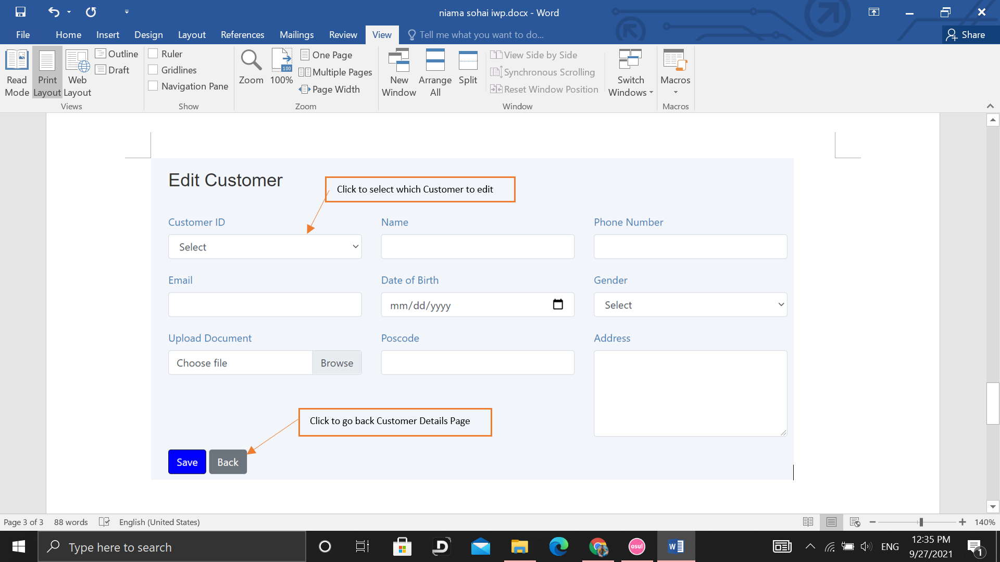 niama sohai iwp.docx - Word
File Home Insert Design Layout References Mailings Review View Tell me what you want to do... Share
Read Mode
Print Layout
Web Layout
Outline
Draft
Views
Ruler
Gridlines
Navigation Pane
Show
Zoom
100
100%
One Page
Multiple Pages
Page Width
Zoom
New Window
Arrange All
Split
View Side by Side
Synchronous Scrolling
Reset Window Position
Switch Windows
Window
Macros
Macros
Edit Customer
Click to select which Customer to edit
Customer ID Name Phone Number
Select
Email Date of Birth Gender
mm/dd/yyyy Select
Upload Document Poscode Address
Choose file Browse
Click to go back Customer Details Page
Save Back
Page 3 of 3 88 words English (United States) 140%
Type here to search
osu!
ENG
12:35 PM
9/27/2021
1